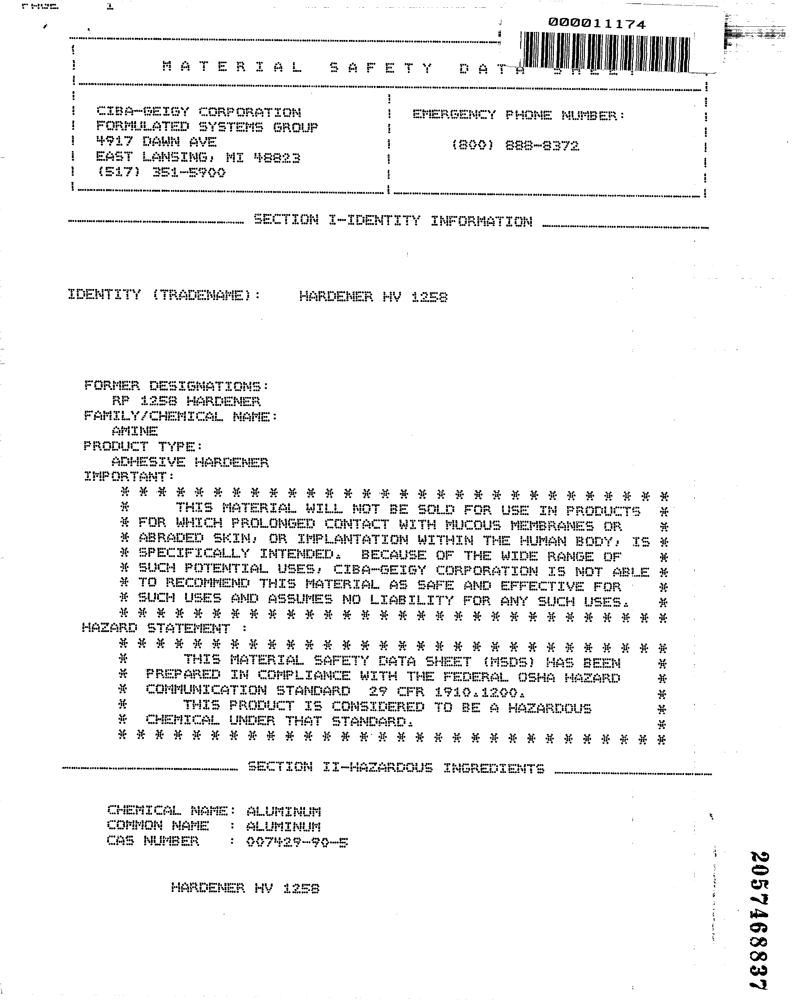 PAGE 1
000011174
MATERIAL SAFETY DATA SHEET
CIBA-GEIGY CORPORATION
FORMULATED SYSTEMS GROUP
4917 DAWN AVE
EAST LANSING, MI 48823
(517) 351-5900
EMERGENCY PHONE NUMBER:
(800) 888-8372
SECTION I-IDENTITY INFORMATION
IDENTITY (TRADENAME): HARDENER HV 1258
FORMER DESIGNATIONS:
RP 1258 HARDENER
FAMILY/CHEMICAL NAME:
AMINE
PRODUCT TYPE:
ADHESIVE HARDENER
IMPORTANT:
* * * * * * * * * * * * * * * * * * * * * * * * * * * * * *
* THIS MATERIAL WILL NOT BE SOLD FOR USE IN PRODUCTS *
* FOR WHICH PROLONGED CONTACT WITH MUCOUS MEMBRANES OR *
* ABRADED SKIN, OR IMPLANTATION WITHIN THE HUMAN BODY, IS *
* SPECIFICALLY INTENDED. BECAUSE OF THE WIDE RANGE OF *
* SUCH POTENTIAL USES, CIBA-GEIGY CORPORATION IS NOT ABLE *
* TO RECOMMEND THIS MATERIAL AS SAFE AND EFFECTIVE FOR *
* SUCH USES AND ASSUMES NO LIABILITY FOR ANY SUCH USES. *
* * * * * * * * * * * * * * * * * * * * * * * * * * * * * *
HAZARD STATEMENT :
* * * * * * * * * * * * * * * * * * * * * * * * * * * * * *
* THIS MATERIAL SAFETY DATA SHEET (MSDS) HAS BEEN *
* PREPARED IN COMPLIANCE WITH THE FEDERAL OSHA HAZARD *
* COMMUNICATION STANDARD 29 CFR 1910.1200. *
* THIS PRODUCT IS CONSIDERED TO BE A HAZARDOUS *
* CHEMICAL UNDER THAT STANDARD. *
* * * * * * * * * * * * * * * * * * * * * * * * * * * * * *
SECTION II-HAZARDOUS INGREDIENTS
CHEMICAL NAME: ALUMINUM
COMMON NAME : ALUMINUM
CAS NUMBER : 007429-90-5
HARDENER HV 1258
2057468837